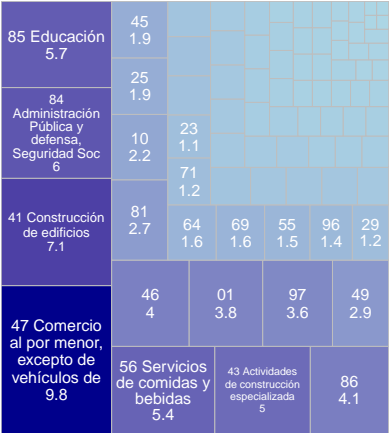 85 Educación
5.7
84
Administración
Pública y
defensa,
Seguridad Soc
6
41 Construcción
de edificios
7.1
47 Comercio
al por menor,
excepto de
vehículos de
9.8
45
1.9
25
1.9
10
2.2
81
2.7
23
1.1
71
1.2
64
1.6
69
1.6
55
1.5
96
1.4
29
1.2
46
4
01
3.8
97
3.6
49
2.9
56 Servicios
de comidas y
bebidas
5.4
43 Actividades
de construcción
especializada
5
86
4.1